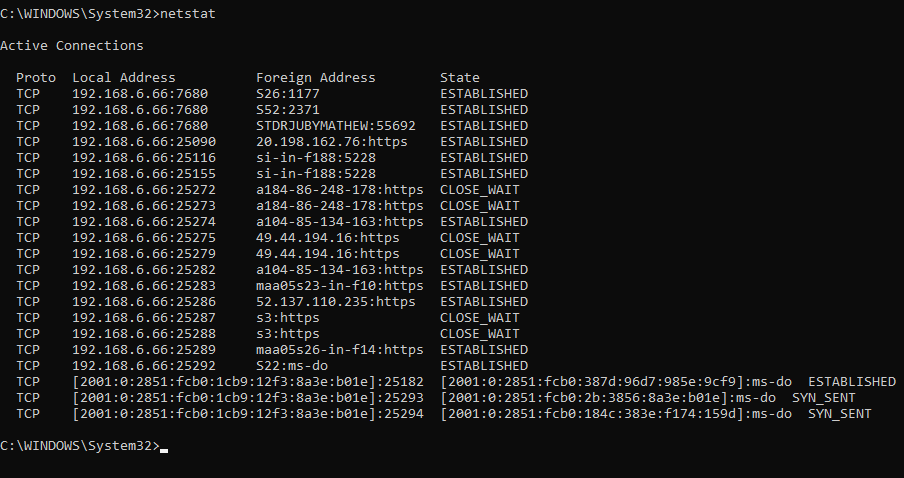 C:\WINDOWS\System32>netstat
Active Connections
Proto  Local Address          Foreign Address        State
TCP    192.168.6.66:7680      S26:1177               ESTABLISHED
TCP    192.168.6.66:7680      S52:2371               ESTABLISHED
TCP    192.168.6.66:7680      STDRJUBYMATHEW:55692   ESTABLISHED
TCP    192.168.6.66:25090     20.198.162.76:https    ESTABLISHED
TCP    192.168.6.66:25116     si-in-f188:5228        ESTABLISHED
TCP    192.168.6.66:25155     si-in-f188:5228        ESTABLISHED
TCP    192.168.6.66:25272     a184-86-248-178:https  CLOSE_WAIT
TCP    192.168.6.66:25273     a184-86-248-178:https  CLOSE_WAIT
TCP    192.168.6.66:25274     a104-85-134-163:https  ESTABLISHED
TCP    192.168.6.66:25275     49.44.194.16:https     CLOSE_WAIT
TCP    192.168.6.66:25279     49.44.194.16:https     CLOSE_WAIT
TCP    192.168.6.66:25282     a104-85-134-163:https  ESTABLISHED
TCP    192.168.6.66:25283     maa05s23-in-f10:https  ESTABLISHED
TCP    192.168.6.66:25286     52.137.110.235:https   ESTABLISHED
TCP    192.168.6.66:25287     s3:https               CLOSE_WAIT
TCP    192.168.6.66:25288     s3:https               CLOSE_WAIT
TCP    192.168.6.66:25289     maa05s26-in-f14:https  ESTABLISHED
TCP    192.168.6.66:25292     S22:ms-do              ESTABLISHED
TCP    [2001:0:2851:fcb0:1cb9:12f3:8a3e:b01e]:25182  [2001:0:2851:fcb0:387d:96d7:985e:9cf9]:ms-do  ESTABLISHED
TCP    [2001:0:2851:fcb0:1cb9:12f3:8a3e:b01e]:25293  [2001:0:2851:fcb0:2b:3856:8a3e:b01e]:ms-do  SYN_SENT
TCP    [2001:0:2851:fcb0:1cb9:12f3:8a3e:b01e]:25294  [2001:0:2851:fcb0:184c:383e:f174:159d]:ms-do  SYN_SENT
C:\WINDOWS\System32>